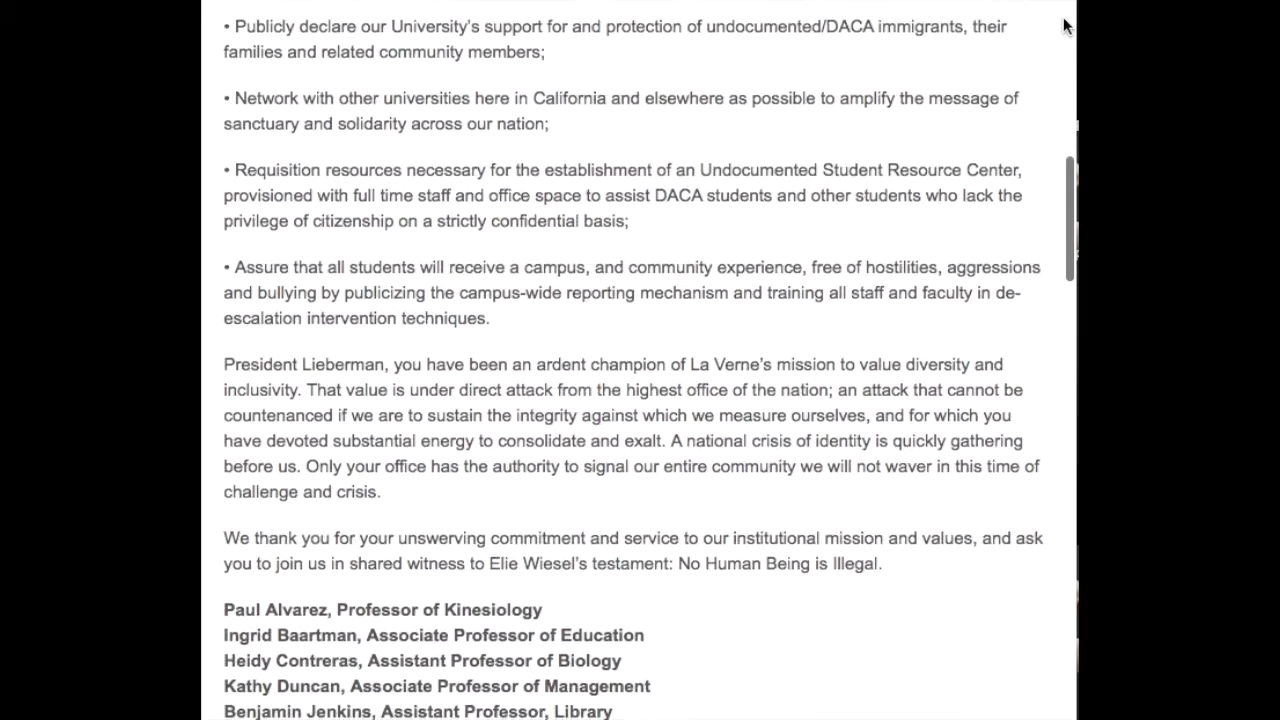 • Publicly declare our University's support for and protection of undocumented/DACA immigrants, their
families and related community members;
• Network with other universities here in California and elsewhere as possible to amplify the message of
sanctuary and solidarity across our nation;
• Requisition resources necessary for the establishment of an Undocumented Student Resource Center,
provisioned with full time staff and office space to assist DACA students and other students who lack the
privilege of citizenship on a strictly confidential basis;
• Assure that all students will receive a campus, and community experience, free of hostilities, aggressions
and bullying by publicizing the campus-wide reporting mechanism and training all staff and faculty in de-
escalation intervention techniques.
President Lieberman, you have been an ardent champion of La Verne's mission to value diversity and
inclusivity. That value is under direct attack from the highest office of the nation; an attack that cannot be
countenanced if we are to sustain the integrity against which we measure ourselves, and for which you
have devoted substantial energy to consolidate and exalt. A national crisis of identity is quickly gathering
before us. Only your office has the authority to signal our entire community we will not waver in this time of
challenge and crisis.
We thank you for your unswerving commitment and service to our institutional mission and values, and ask
you to join us in shared witness to Elie Wiesel's testament: No Human Being is Illegal.
Paul Alvarez, Professor of Kinesiology
Ingrid Baartman, Associate Professor of Education
Heidy Contreras, Assistant Professor of Biology
Kathy Duncan, Associate Professor of Management
Benjamin Jenkins, Assistant Professor, Library